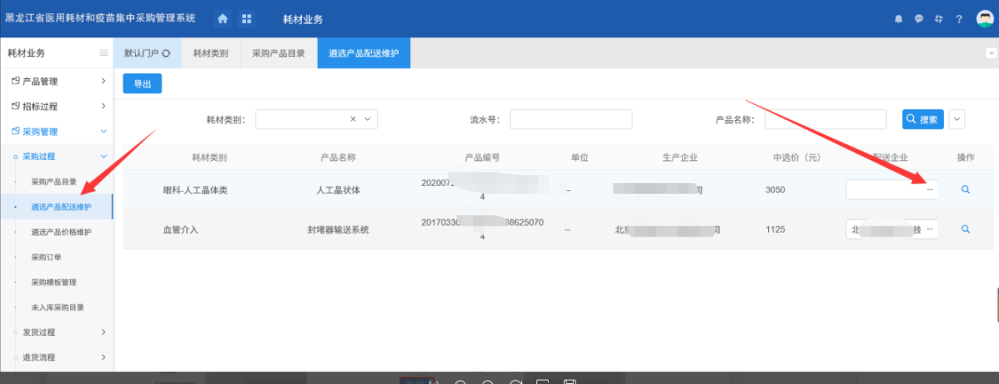 黑龙江省医用耗材和疫苗集中采购管理系统 耗材业务
耗材业务 默认门户 耗材类别 采购产品目录 遴选产品配送维护
产品管理
导出
招标过程
耗材类别： 流水号： 产品名称： 搜索
采购管理
采购过程
耗材类别 产品名称 产品编号 单位 生产企业 中选价（元） 配送企业 操作
采购产品目录
眼科-人工晶体类 人工晶状体 2020072 4 -- 司 3050 ...
遴选产品配送维护
遴选产品价格维护
血管介入 封堵器输送系统 20170330 38625070 4 -- 北京 司 1125 北 技 ...
采购订单
采购模板管理
未入库采购目录
发货过程
退货流程
1:1